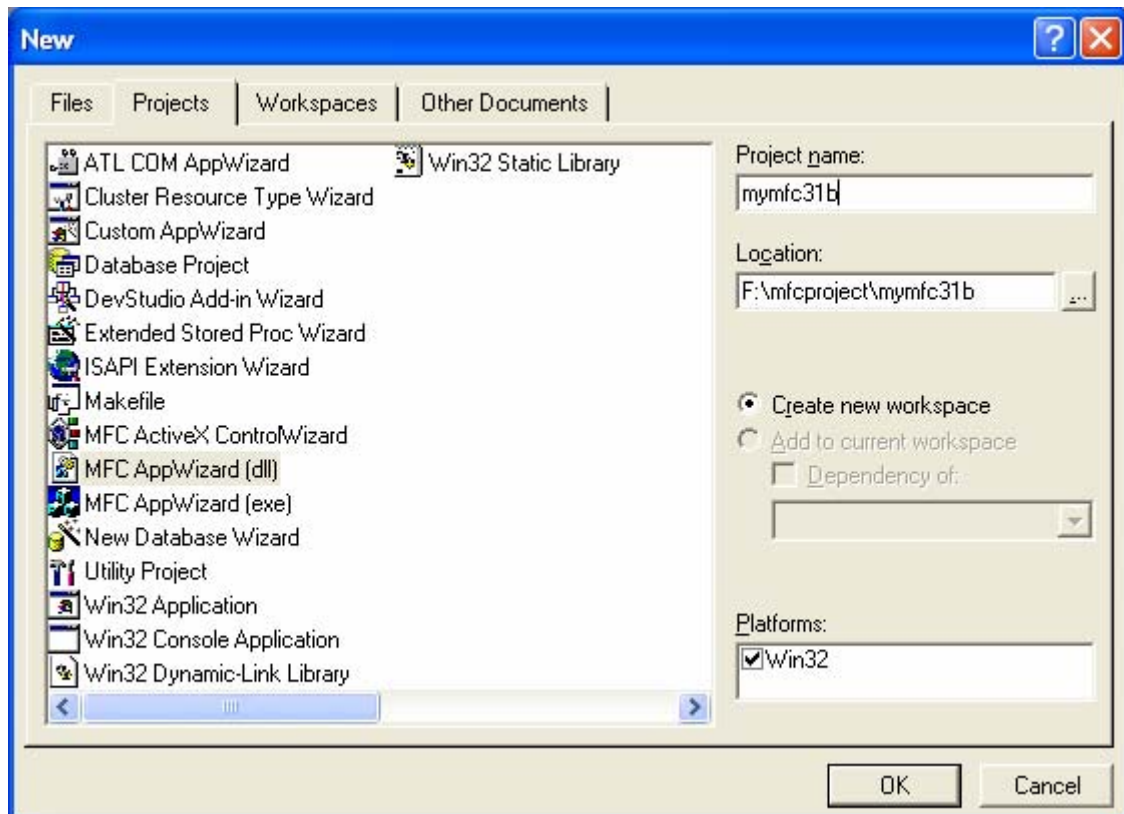 New
Files Projects Workspaces Other Documents
ATL COM AppWizard
Cluster Resource Type Wizard
Custom AppWizard
Database Project
DevStudio Add-in Wizard
Extended Stored Proc Wizard
ISAPI Extension Wizard
Makefile
MFC ActiveX ControlWizard
MFC AppWizard (dll)
MFC AppWizard (exe)
New Database Wizard
Utility Project
Win32 Application
Win32 Console Application
Win32 Dynamic-Link Library
Win32 Static Library
Project name:
mymfc31b
Location:
F:\mfcproject\mymfc31b
...
Create new workspace
Add to current workspace
Dependency of:
Platforms:
Win32
OK Cancel